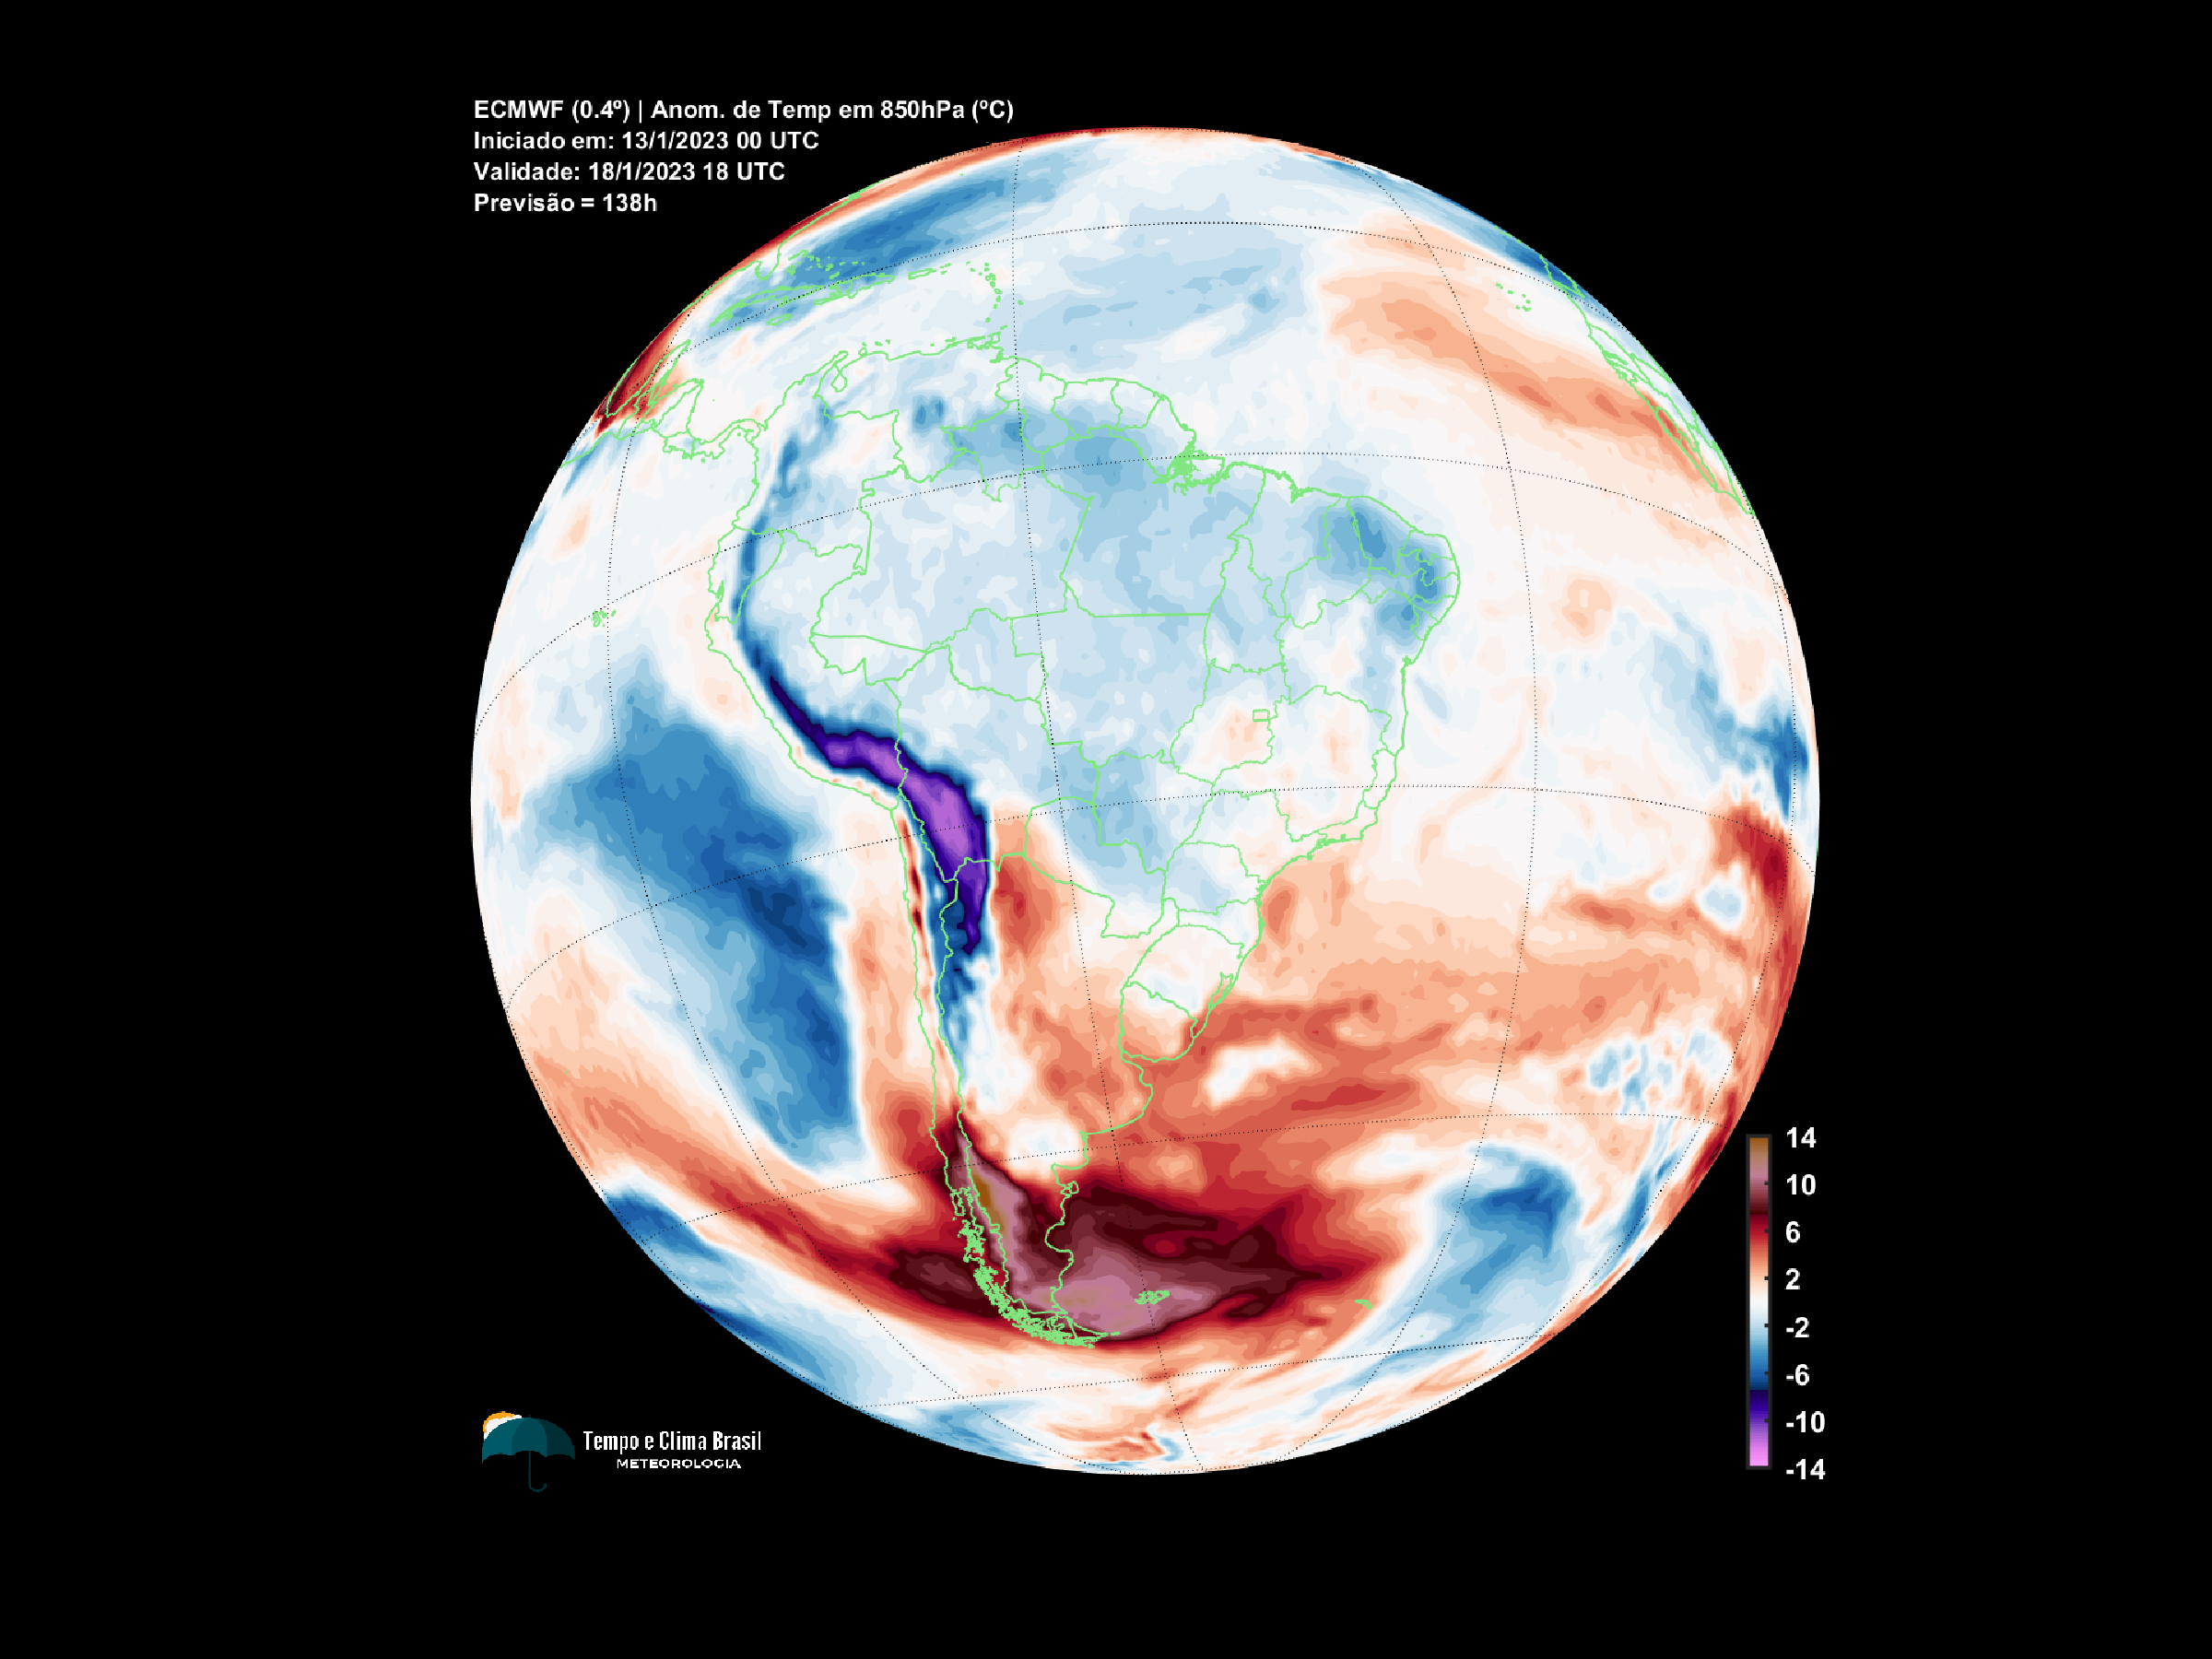 ECMWF (0.4º) | Anom. de Temp em 850hPa (ºC)
Iniciado em: 13/1/2023 00 UTC
Validade: 18/1/2023 18 UTC
Previsão = 138h
14
10
6
2
-2
-6
-10
-14
Tempo e Clima Brasil
METEOROLOGIA